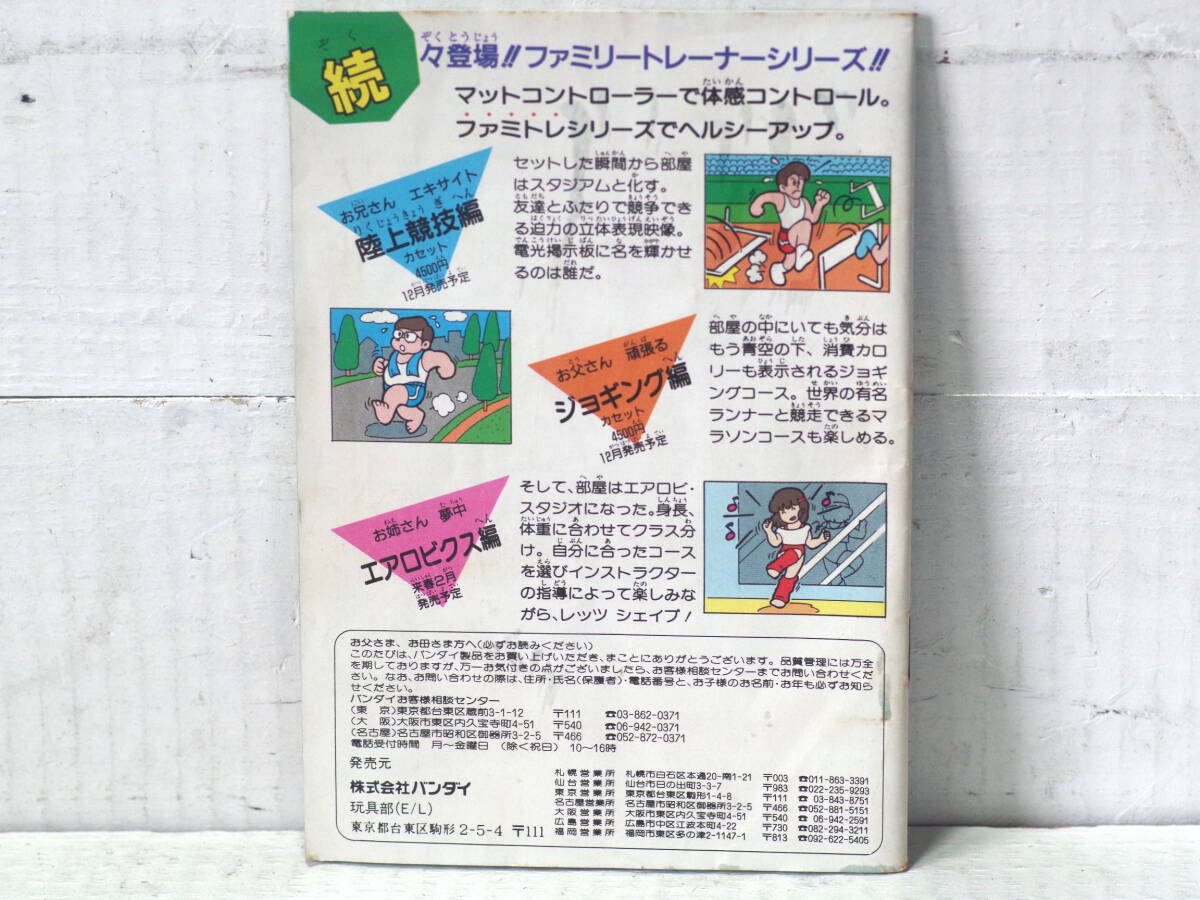 続々登場!!ファミリートレーナーシリーズ!!
マットコントローラーで体感コントロール。
ファミトレシリーズでヘルシーアップ。
お兄さん エキサイト
陸上競技編
カセット
4500円
12月発売予定
セットした瞬間から部屋
はスタジアムと化す。
友達とふたりで競争でき
る迫力の立体表現映像。
電光掲示板に名を輝かせ
るのは誰だ。
お父さん 頑張る
ジョギング編
カセット
4500円
12月発売予定
部屋の中にいても気分は
もう青空の下、消費カロ
リーも表示されるジョギ
ングコース。世界の有名
ランナーと競走できるマ
ラソンコースも楽しめる。
お姉さん 夢中
エアロビクス編
来春2月
発売予定
そして、部屋はエアロビ・
スタジオになった。身長、
体重に合わせてクラス分
け。自分に合ったコース
を選びインストラクター
の指導によって楽しみな
がら、レッツ シェイプ!
お父さま、お母さま方へ(必ずお読みください)
このたびは、バンダイ製品をお買い上げいただき、まことにありがとうございます。品質管理には万全
を期しておりますが、万一お気付きの点がございましたら、お客様相談センターまでお問い合わせくだ
さい。なお、お問い合わせの際は、住所・氏名(保護者)・電話番号と、お子様のお名前・お年も必ずお知ら
せください。
バンダイお客様相談センター
(東 京)東京都台東区蔵前3-1-12 〒111 ☎03-862-0371
(大 阪)大阪市東区内久宝寺町4-51 〒540 ☎06-942-0371
(名古屋)名古屋市昭和区御器所3-2-5 〒466 ☎052-872-0371
電話受付時間 月〜金曜日 (除く祝日) 10〜16時
発売元
株式会社バンダイ
玩具部(E/L)
東京都台東区駒形2-5-4 〒111
札幌営業所 札幌市白石区本通20-南1-21 〒003 ☎011-863-3391
仙台営業所 仙台市日の出町3-3-7 〒983 ☎022-235-9293
東京営業所 東京都台東区駒形1-4-8 〒111 ☎03-843-8751
名古屋営業所 名古屋市昭和区御器所3-2-5 〒466 ☎052-881-5151
大阪営業所 大阪市東区内久宝寺町4-51 〒540 ☎06-942-2591
広島営業所 広島市中区江波本町4-22 〒730 ☎082-294-3211
福岡営業所 福岡市東区多の津2-1147-1 〒813 ☎092-622-5405